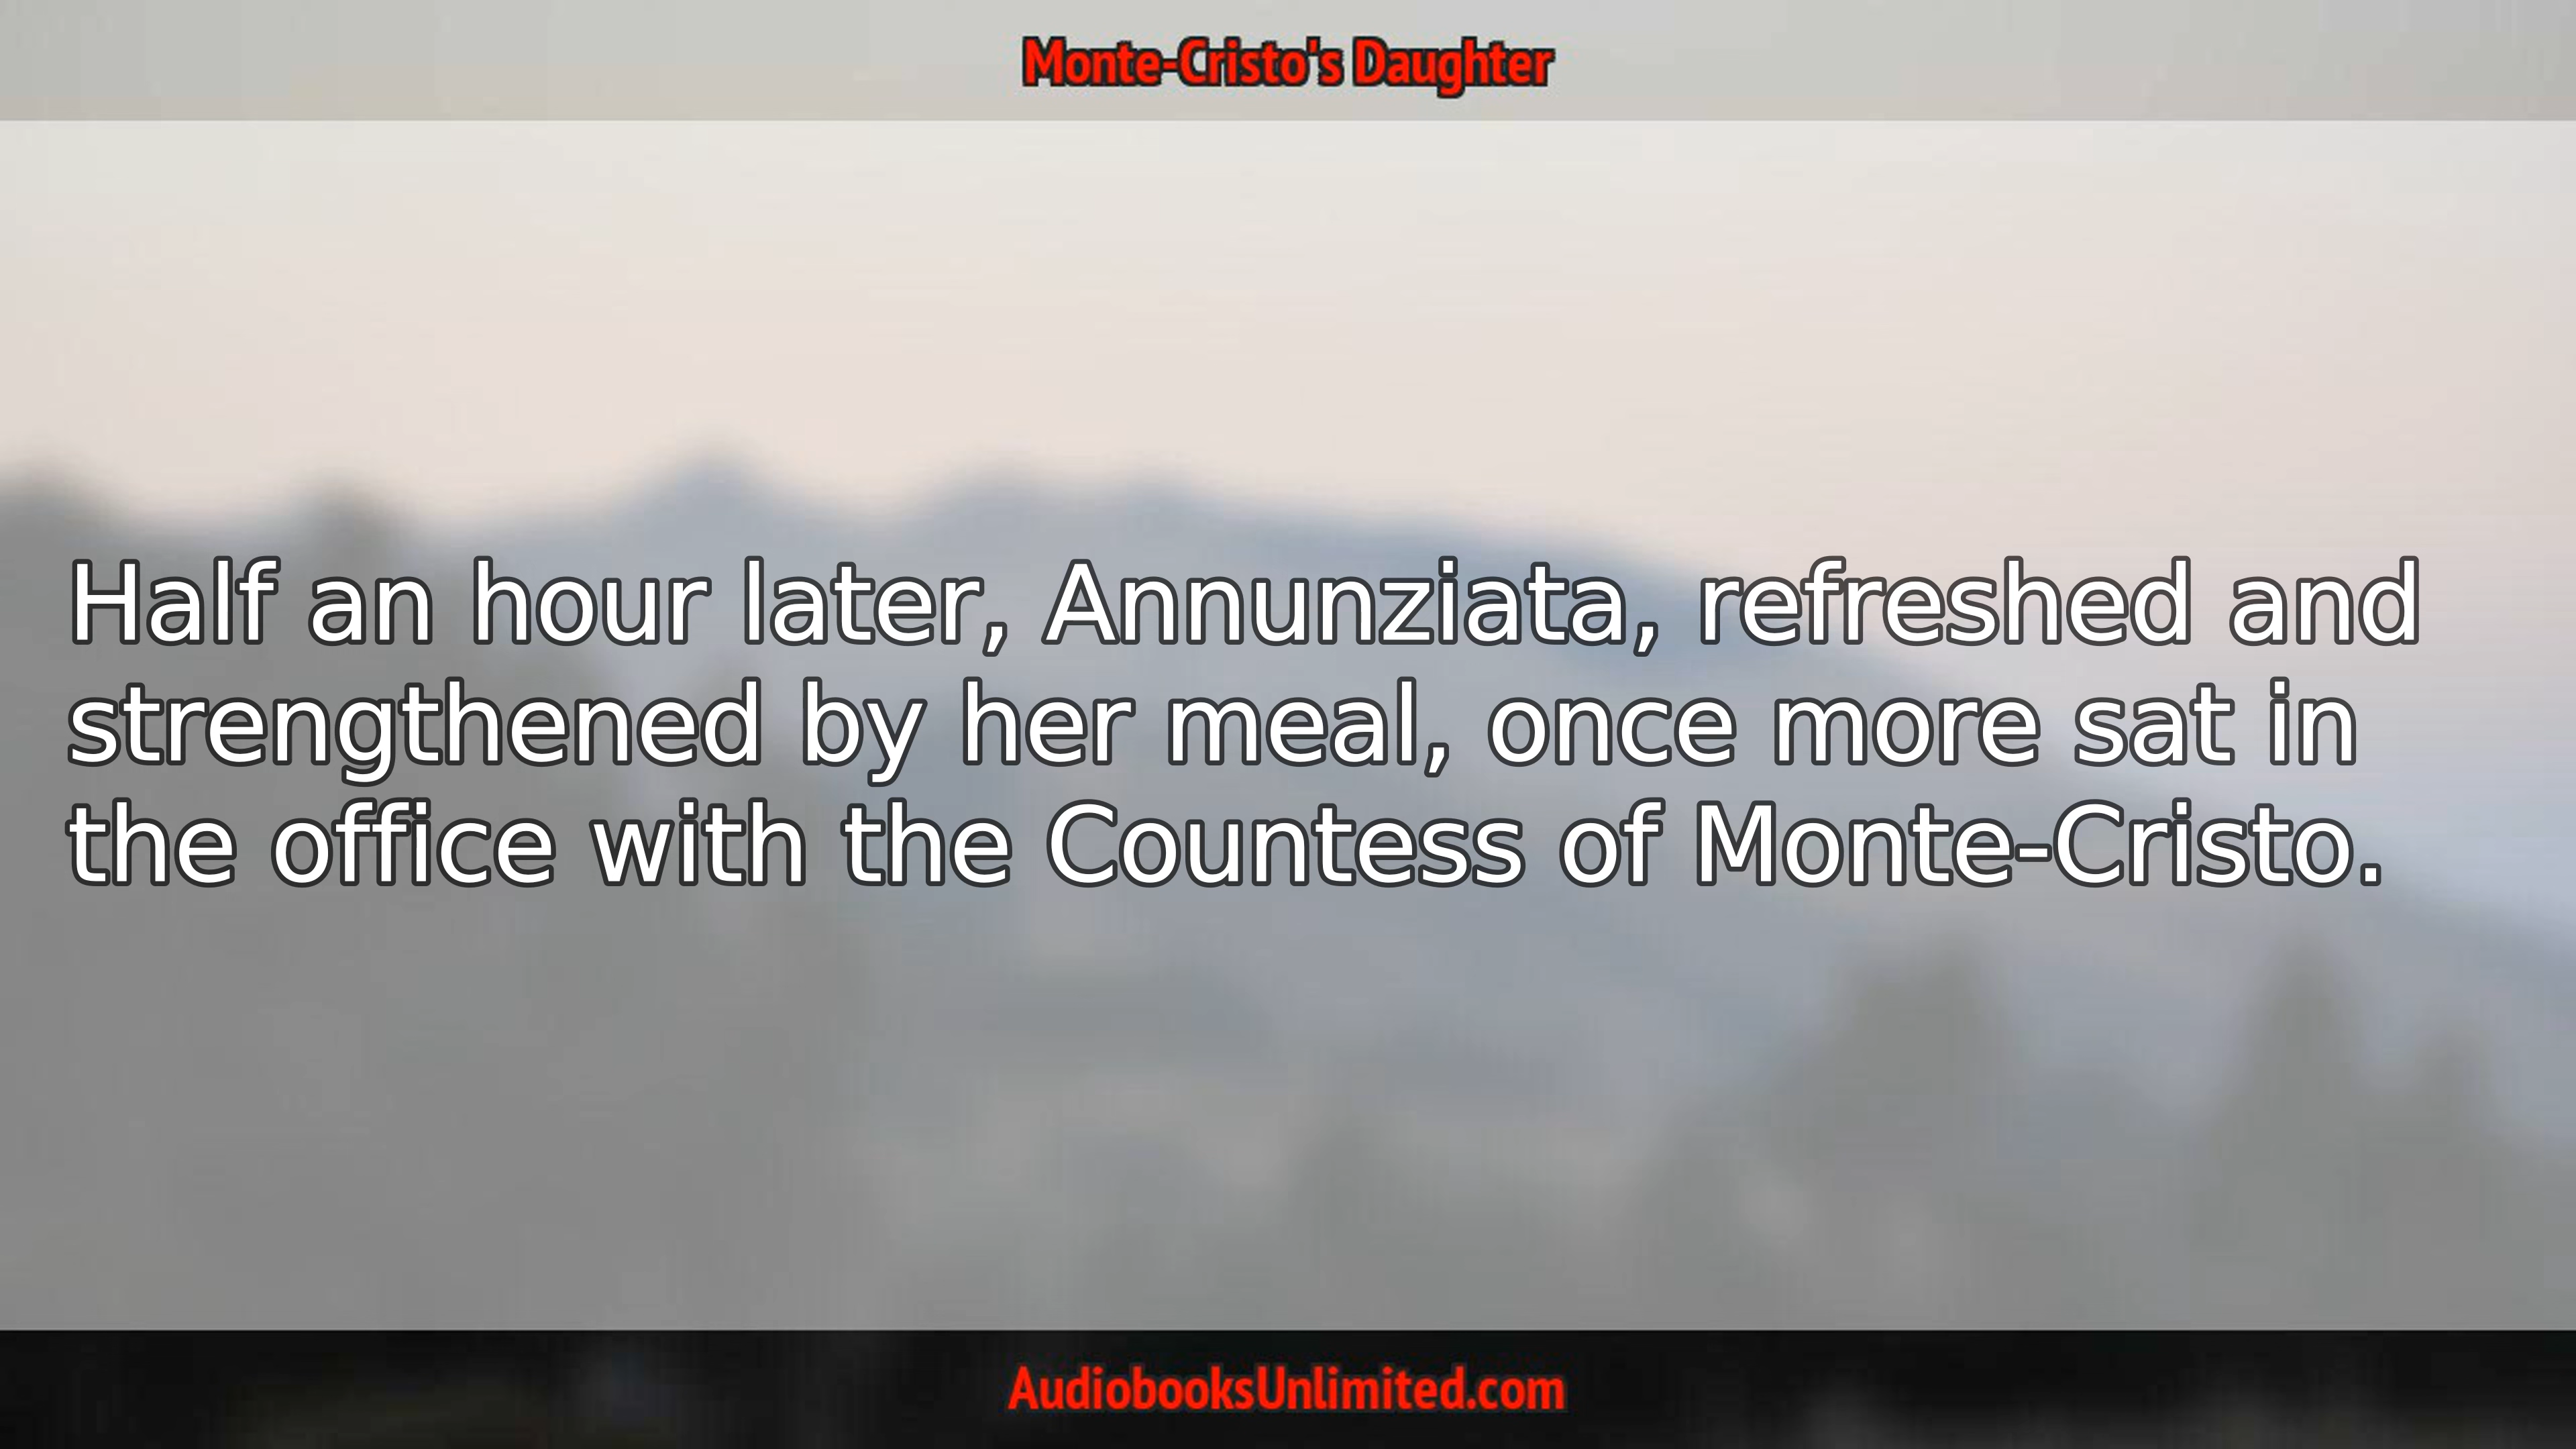 Monte-Cristo's Daughter
Half an hour later, Annunziata, refreshed and
strengthened by her meal, once more sat in
the office with the Countess of Monte-Cristo.
AudiobooksUnlimited.com